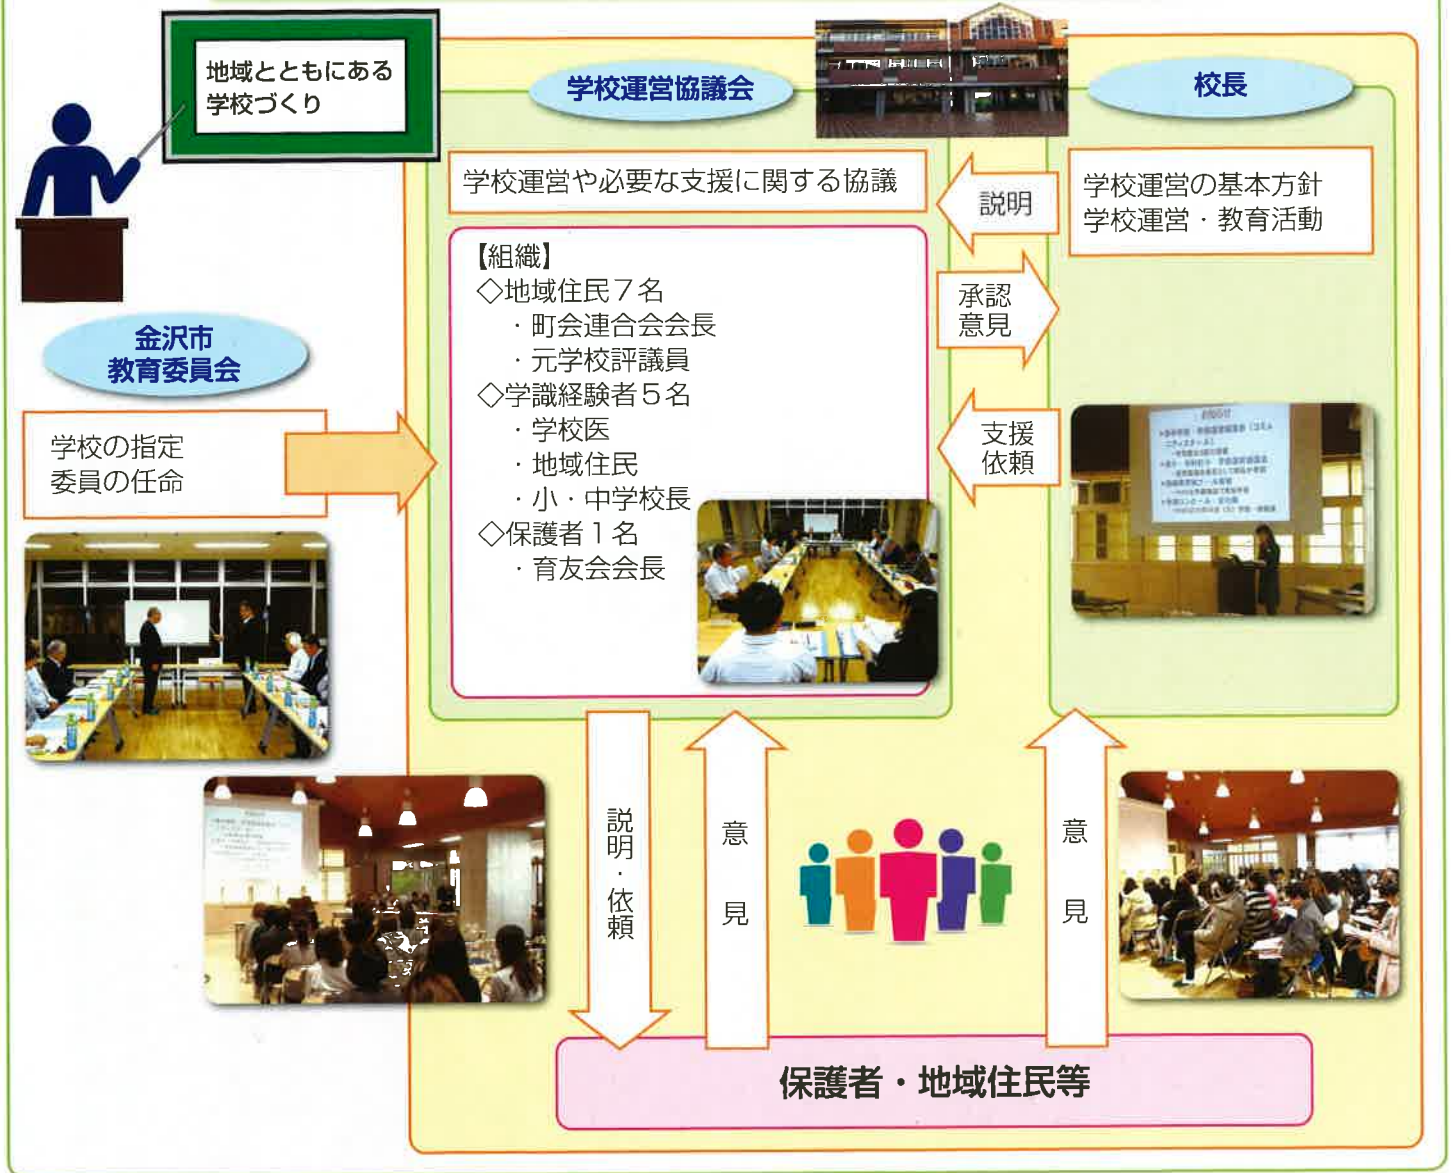 地域とともにある
学校づくり
学校運営協議会
校長
学校運営や必要な支援に関する協議
説明
学校運営の基本方針
学校運営・教育活動
【組織】
◇地域住民７名
・町会連合会会長
・元学校評議員
◇学識経験者５名
・学校医
・地域住民
・小・中学校長
◇保護者１名
・育友会会長
承認
意見
支援
依頼
金沢市
教育委員会
学校の指定
委員の任命
お知らせ
説明・依頼
意見
意見
保護者・地域住民等